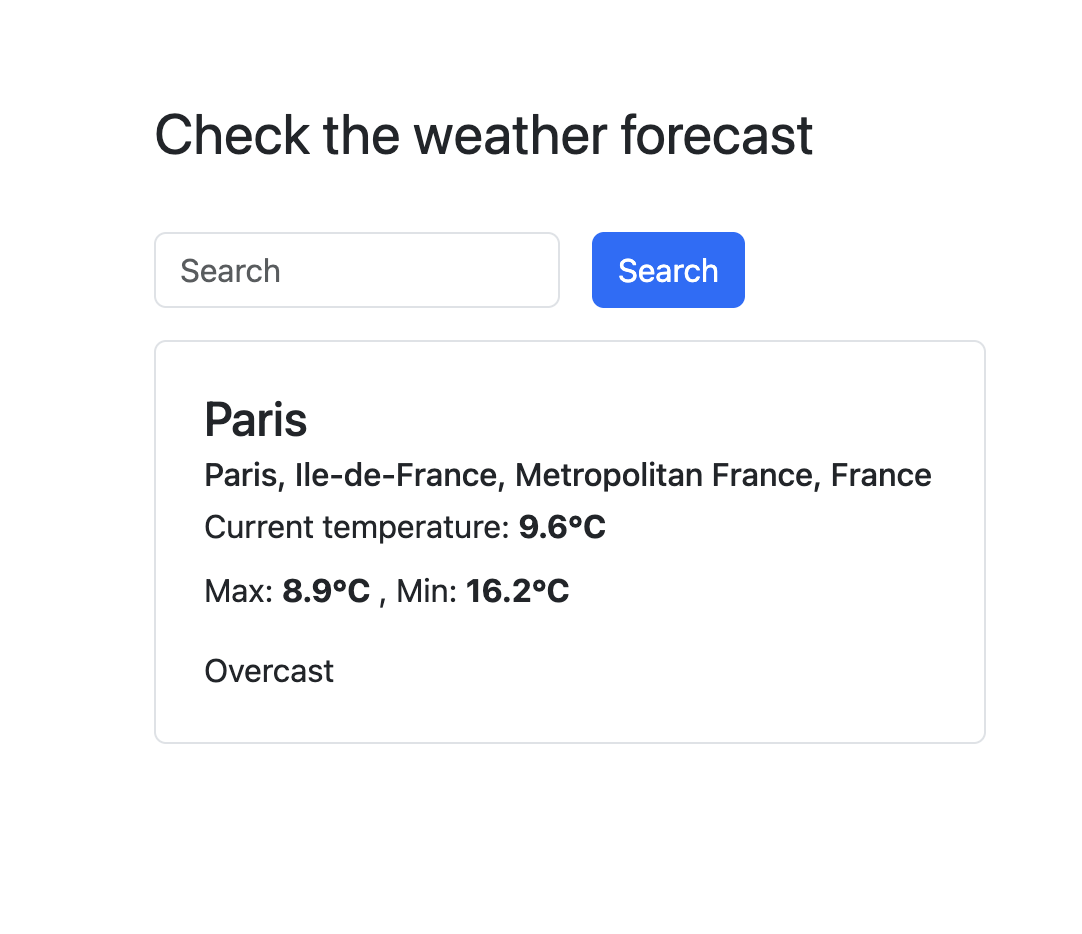 Check the weather forecast
Search Search
Paris
Paris, Ile-de-France, Metropolitan France, France
Current temperature: 9.6°C
Max: 8.9°C , Min: 16.2°C
Overcast